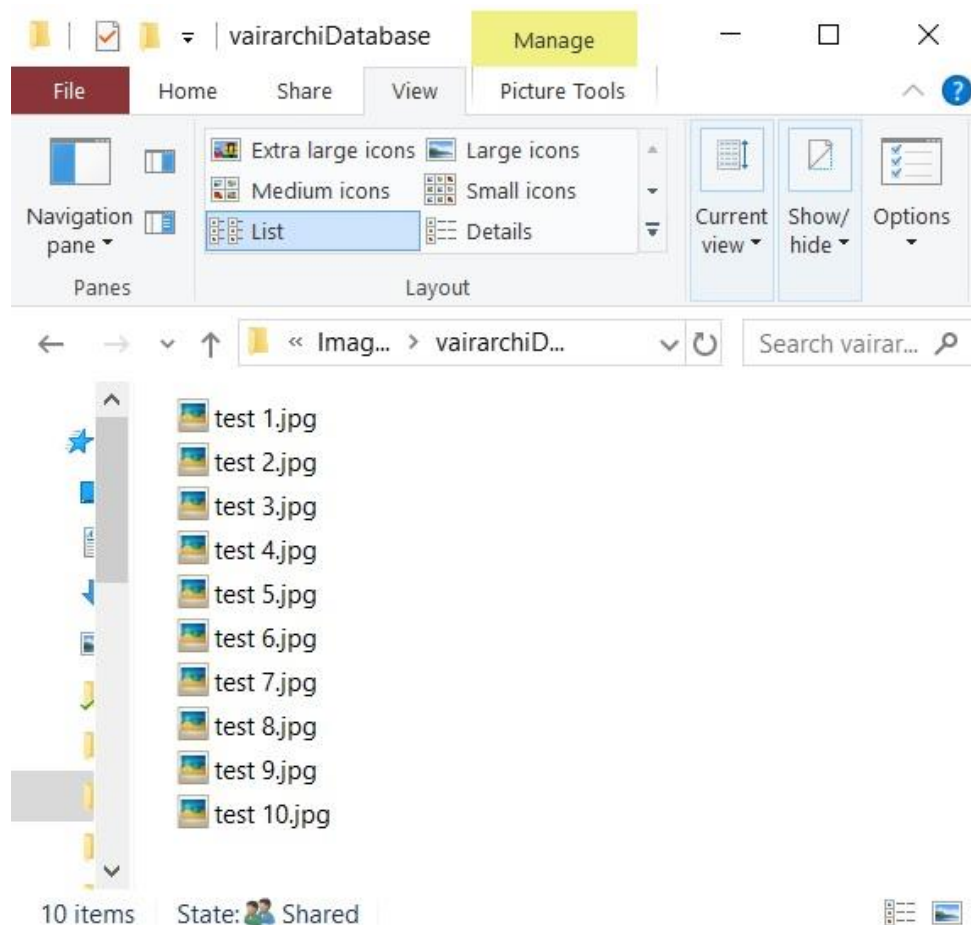 vairarchiDatabase Manage
File Home Share View Picture Tools
Extra large icons Large icons
Medium icons Small icons
List Details
Navigation pane
Current view
Show/ hide
Options
Panes Layout
« Imag... > vairarchiD... Search vairar...
test 1.jpg
test 2.jpg
test 3.jpg
test 4.jpg
test 5.jpg
test 6.jpg
test 7.jpg
test 8.jpg
test 9.jpg
test 10.jpg
10 items State: Shared